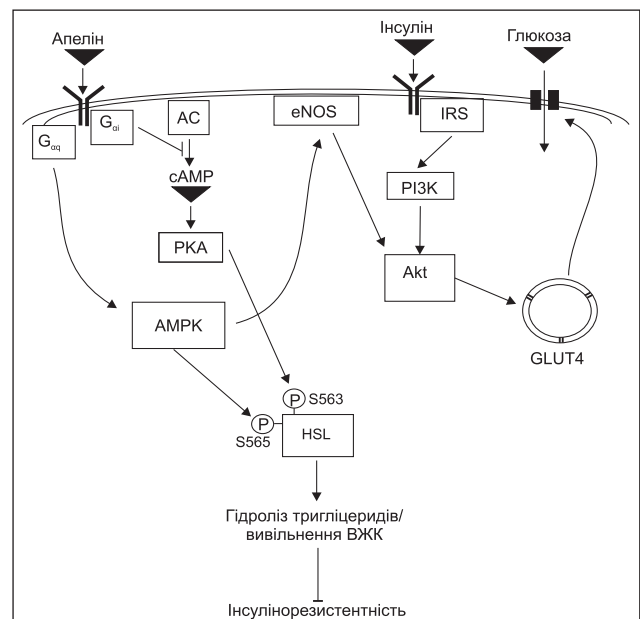 Апелін
Інсулін
Глюкоза
Gαq
Gαi
AC
eNOS
IRS
cAMP
PI3K
PKA
Akt
AMPK
GLUT4
P
S563
P
S565
HSL
Гідроліз тригліцеридів/
вивільнення ВЖК
Інсулінорезистентність